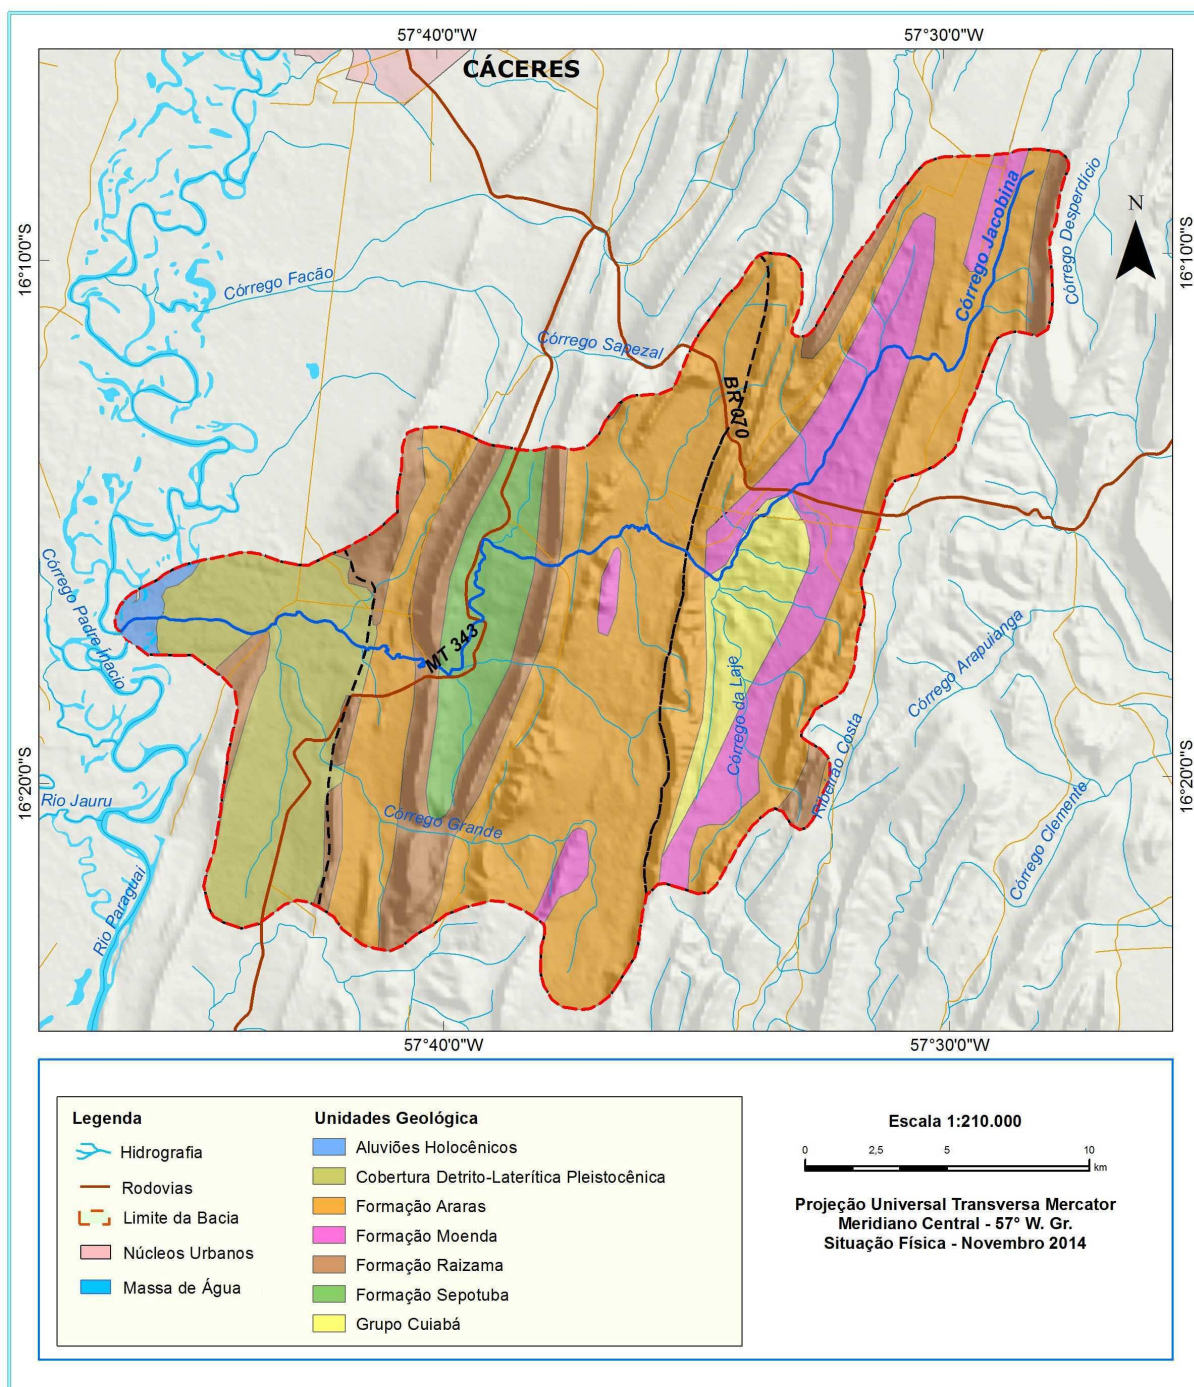 57°40'0"W
57°30'0"W
CÁCERES
Córrego Jacobina
Córrego Desperdício
N
16°10'0"S
16°10'0"S
Córrego Facão
Córrego Sapezal
BR 070
Córrego Padre Ínacio
MT 343
Córrego da Laje
Córrego Arapuianga
Ribeirão Costa
16°20'0"S
16°20'0"S
Rio Jauru
Córrego Grande
Córrego Clemente
Rio Paraguai
57°40'0"W
57°30'0"W
Legenda
Hidrografia
Rodovias
Limite da Bacia
Núcleos Urbanos
Massa de Água
Unidades Geológica
Aluviões Holocênicos
Cobertura Detrito-Laterítica Pleistocênica
Formação Araras
Formação Moenda
Formação Raizama
Formação Sepotuba
Grupo Cuiabá
Escala 1:210.000
0 2,5 5 10
km
Projeção Universal Transversa Mercator
Meridiano Central - 57° W. Gr.
Situação Física - Novembro 2014